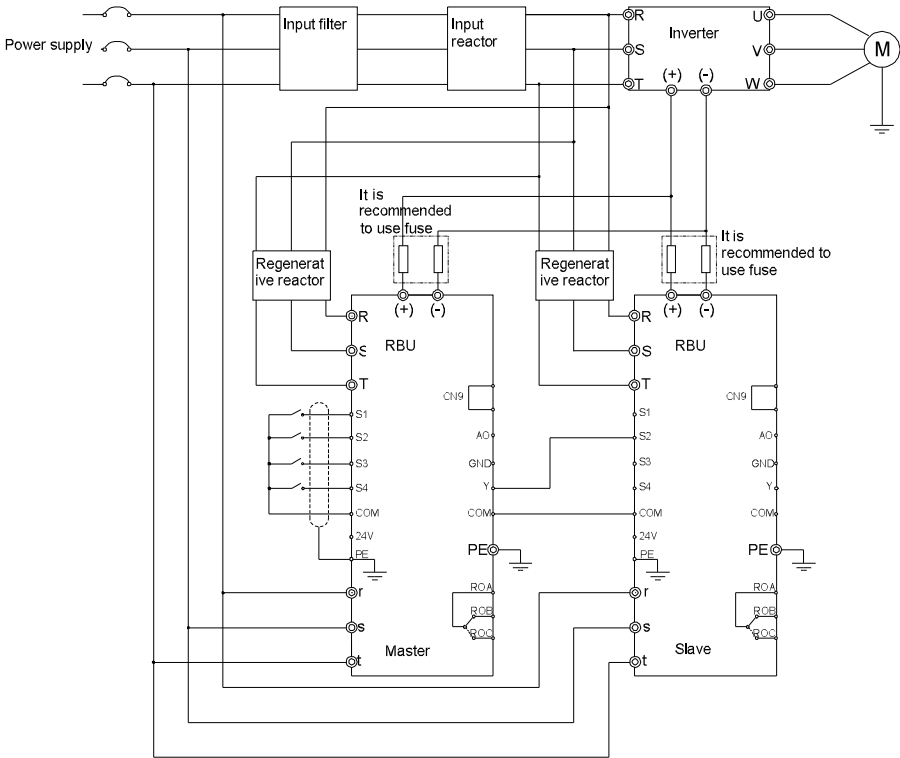 Power supply
Input filter
Input
reactor
R
S
T
Inverter
(+) (-)
U
V
W
M
It is
recommended
to use fuse
It is
recommended to
use fuse
Regenerat
ive reactor
Regenerat
ive reactor
(+) (-)
R
RBU
S
T
CN9
S1
S2
AO
S3
GND
S4
Y
COM
COM
24V
PE
PE
r
ROA
ROB
s
ROC
Master
t
(+) (-)
R
RBU
S
T
CN9
S1
S2
AO
S3
GND
S4
Y
COM
COM
24V
PE
PE
r
ROA
ROB
s
ROC
Slave
t